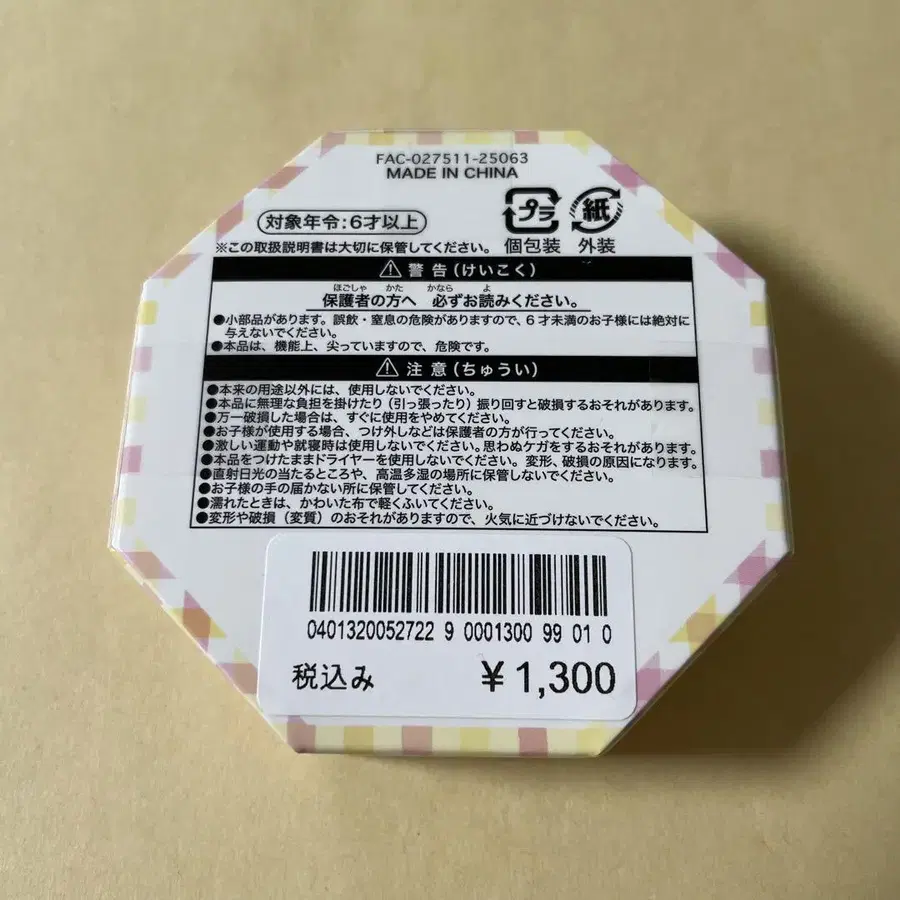 FAC-027511-25063
MADE IN CHINA
対象年令:6才以上
プラ
紙
※この取扱説明書は大切に保管してください。
個包装
外装
警告(けいこく)
ほごしゃ かた かなら よ
保護者の方へ 必ずお読みください。
●小部品があります。誤飲・窒息の危険がありますので、6才未満のお子様には絶対に
与えないでください。
●本品は、機能上、尖っていますので、危険です。
注意(ちゅうい)
●本来の用途以外には、使用しないでください。
●本品に無理な負担を掛けたり(引っ張ったり)振り回すと破損するおそれがあります。
●万一破損した場合は、すぐに使用をやめてください。
●お子様が使用する場合、つけ外しなどは保護者の方が行ってください。
●激しい運動や就寝時は使用しないでください。思わぬケガをするおそれがあります。
●本品をつけたままドライヤーを使用しないでください。変形、破損の原因になります。
●直射日光の当たるところや、高温多湿の場所に保管しないでください。
●お子様の手の届かない所に保管してください。
●濡れたときは、かわいた布で軽くふいてください。
●変形や破損(変質)のおそれがありますので、火気に近づけないでください。
0401320052722 9 0001300 99 01 0
税込み ¥1,300